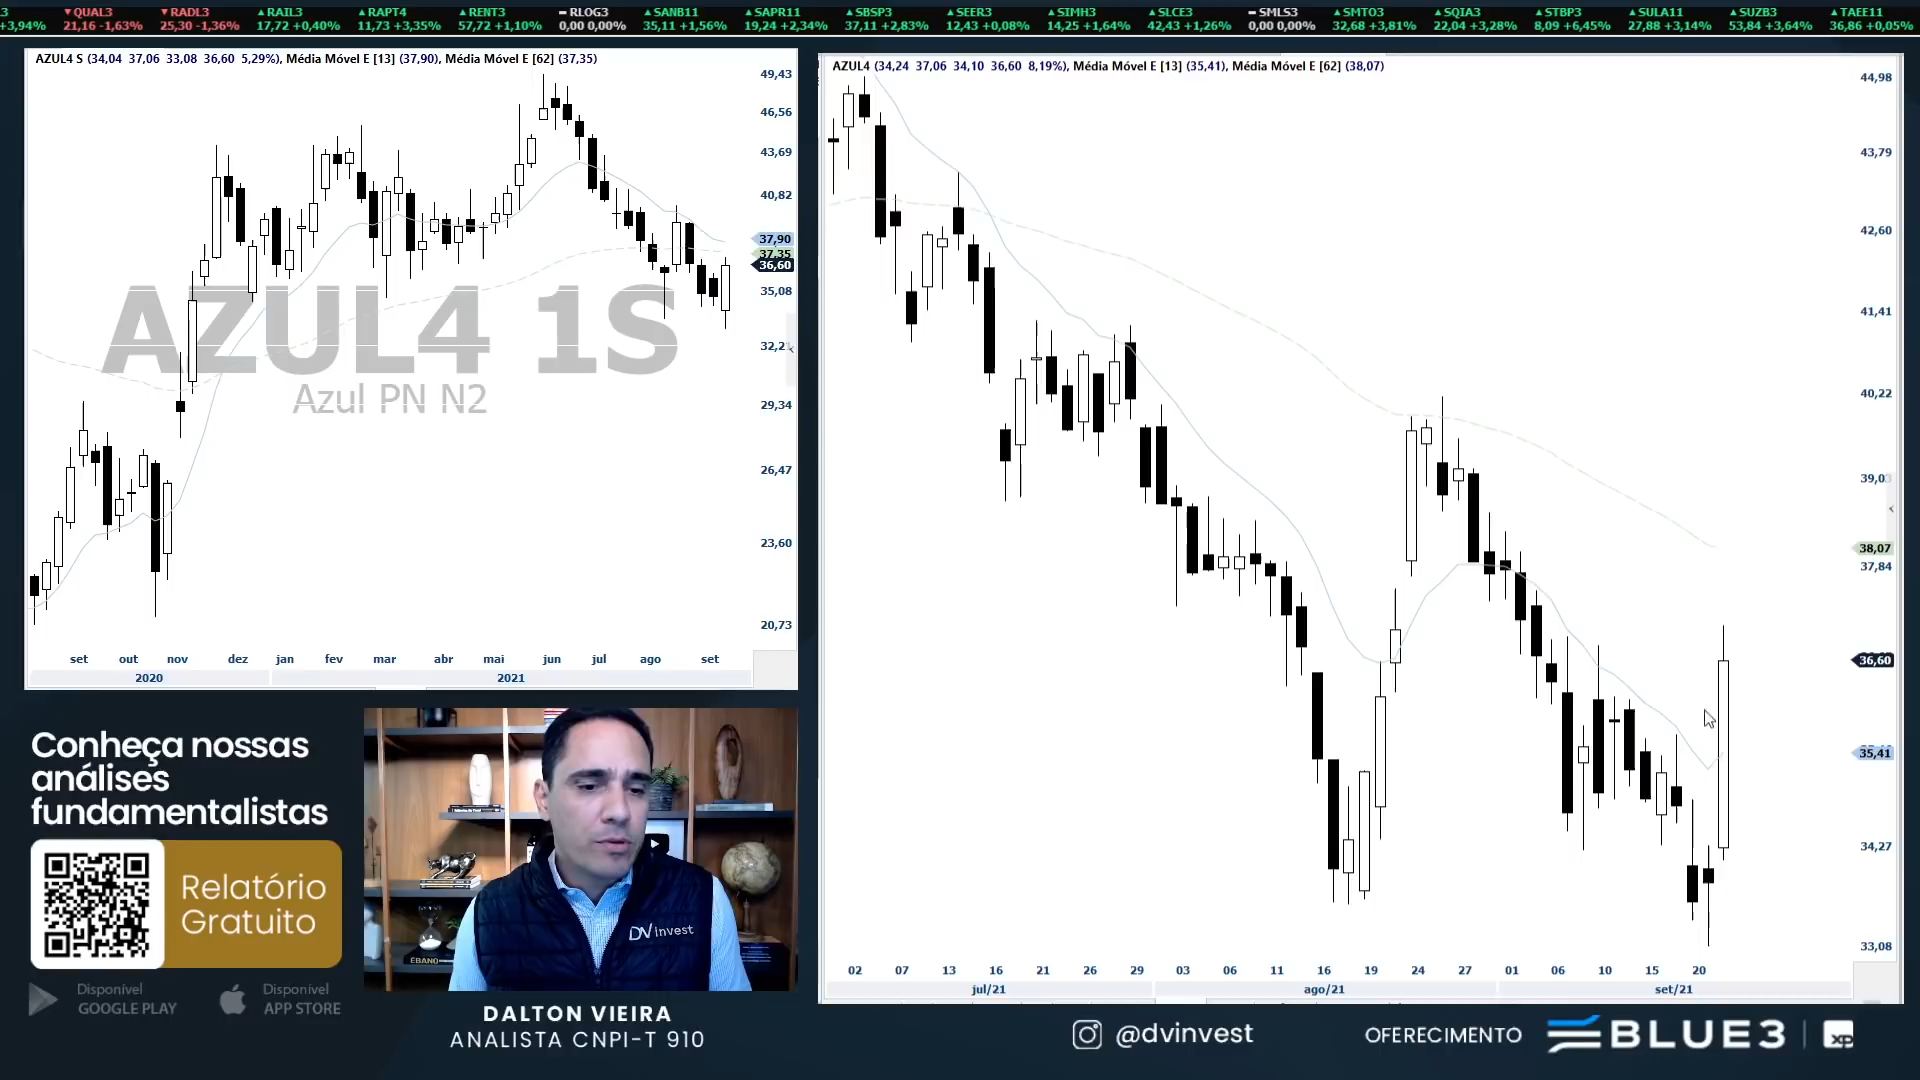 3 ▼QUAL3 ▼RADL3 ▲RAIL3 ▲RAPT4 ▲RENT3 ━RLOG3 ▲SANB11 ▲SAPR11 ▲SBSP3 ▲SEER3 ▲SIMH3 ▲SLCE3 ━SMLS3 ▲SMTO3 ▲SQIA3 ▲STBP3 ▲SULA11 ▲SUZB3 ▲TAEE11
+3,94% 21,16 -1,63% 25,30 -1,36% 17,72 +0,40% 11,73 +3,35% 57,72 +1,10% 0,00 0,00% 35,11 +1,56% 19,24 +2,34% 37,11 +2,83% 12,43 +0,08% 14,25 +1,64% 42,43 +1,26% 0,00 0,00% 32,68 +3,81% 22,04 +3,28% 8,09 +6,45% 27,88 +3,14% 53,84 +3,64% 36,86 +0,05%
AZUL4 S (34,04 37,06 33,08 36,60 5,29%), Média Móvel E [13] (37,90), Média Móvel E [62] (37,35)
49,43
46,56
43,69
40,82
37,90
37,35
36,60
35,08
32,2
29,34
26,47
23,60
20,73
AZUL4 1S
Azul PN N2
set out nov dez jan fev mar abr mai jun jul ago set
2020 2021
AZUL4 (34,24 37,06 34,10 36,60 8,19%), Média Móvel E [13] (35,41), Média Móvel E [62] (38,07)
44,98
43,79
42,60
41,41
40,22
39,0
38,07
37,84
36,60
35,41
34,27
33,08
02 07 13 16 21 26 29 03 06 11 16 19 24 27 01 06 10 15 20
jul/21 ago/21 set/21
Conheça nossas
análises
fundamentalistas
Relatório
Gratuito
Disponível
GOOGLE PLAY
Disponível
APP STORE
ÉBANO
DV invest
DALTON VIEIRA
ANALISTA CNPI-T 910
@dvinvest
OFERECIMENTO
BLUE3
xp